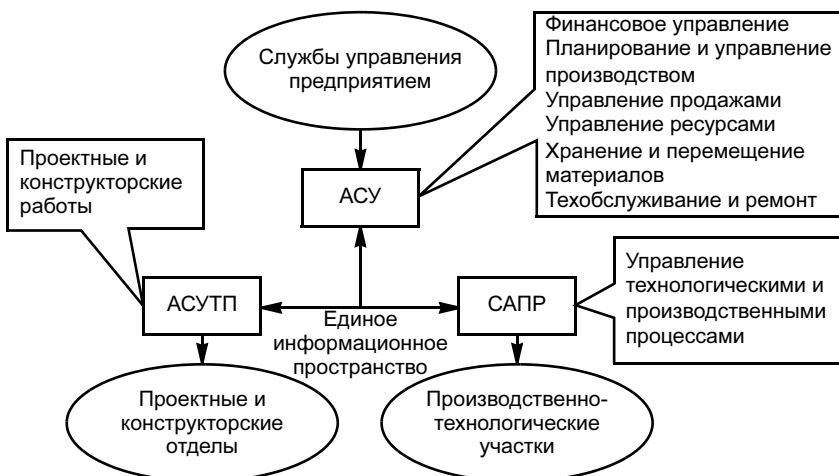 Службы управления
предприятием
Финансовое управление
Планирование и управление
производством
Управление продажами
Управление ресурсами
Хранение и перемещение
материалов
Техобслуживание и ремонт
Проектные и
конструкторские
работы
АСУ
АСУТП
САПР
Управление
технологическими и
производственными
процессами
Единое
информационное
пространство
Проектные и
конструкторские
отделы
Производственно-
технологические
участки